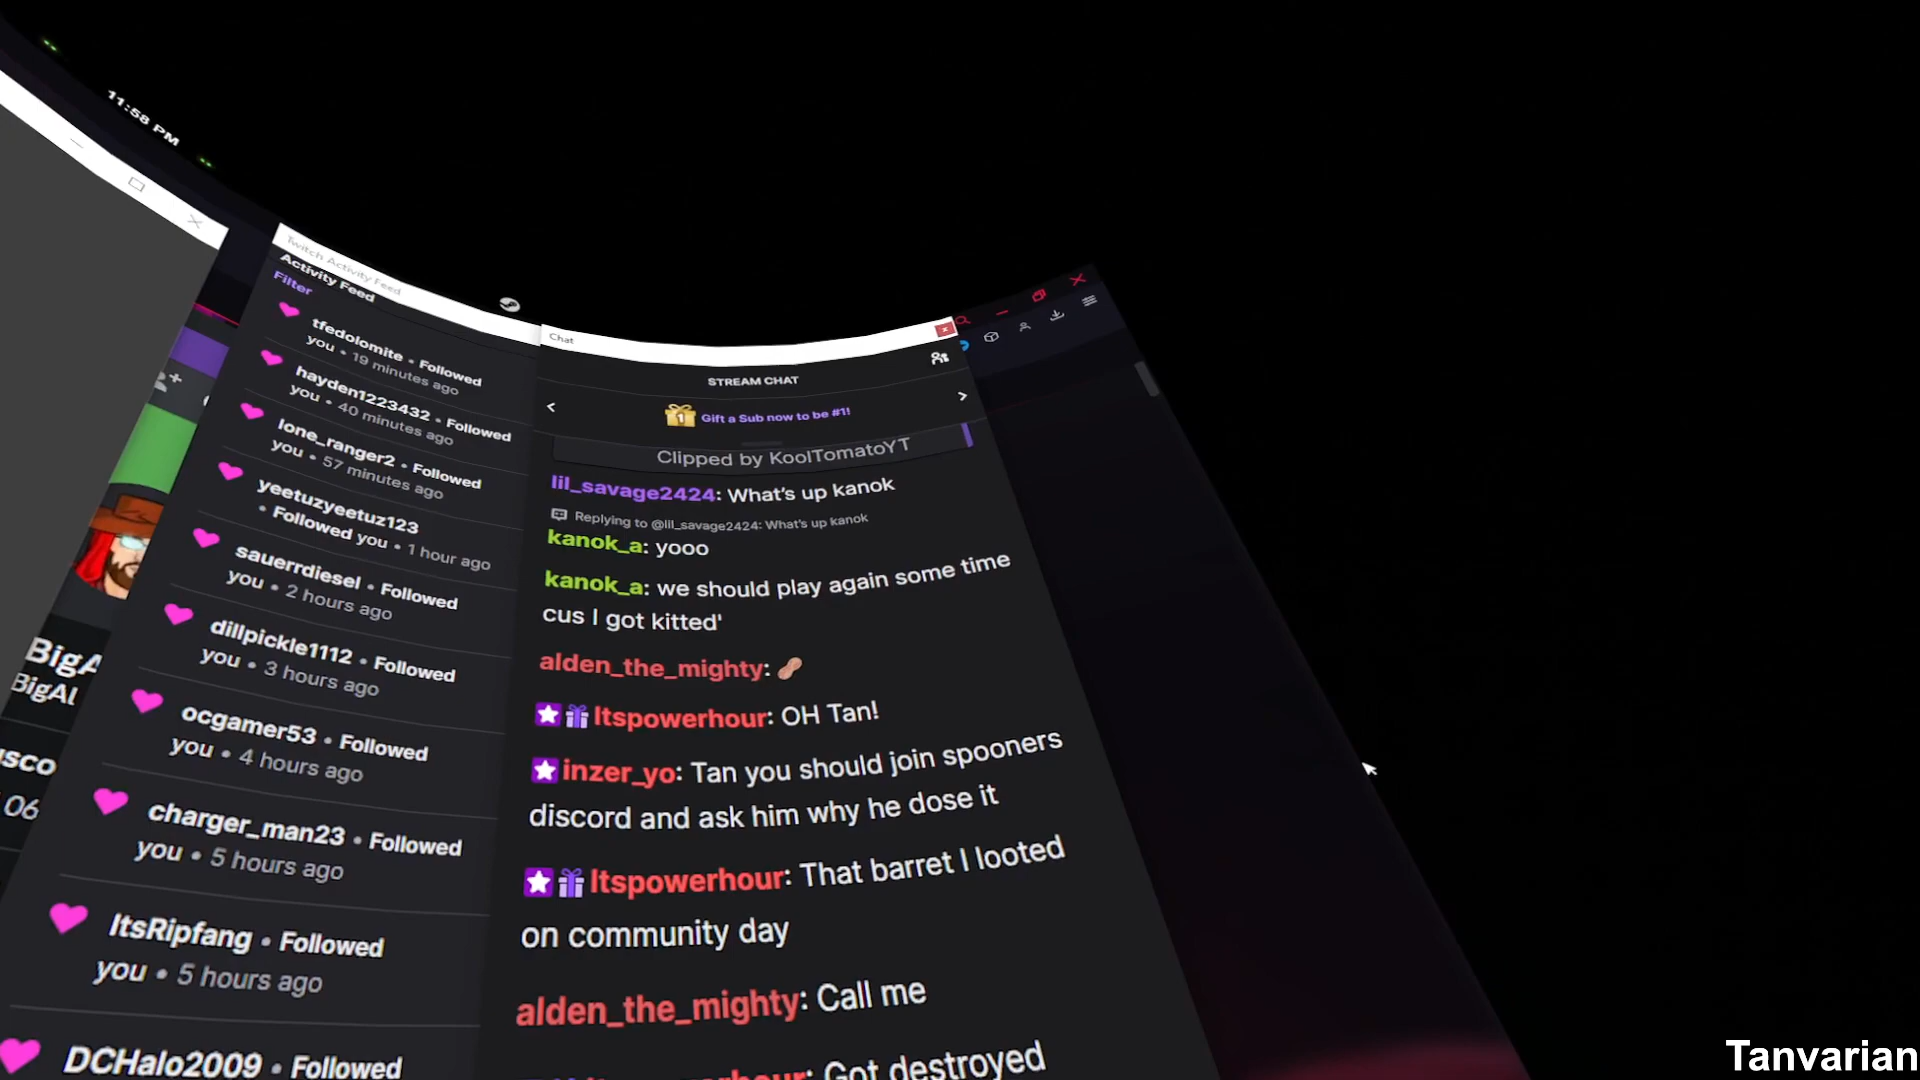 11:58 PM
Twitch Activity Feed
Activity Feed
Filter
tfedolomite • Followed
you • 19 minutes ago
hayden1223432 • Followed
you • 40 minutes ago
lone_ranger2 • Followed
you • 57 minutes ago
yeetuzyeetuz123
• Followed you • 1 hour ago
sauerrdiesel • Followed
you • 2 hours ago
dillpickle1112 • Followed
you • 3 hours ago
ocgamer53 • Followed
you • 4 hours ago
charger_man23 • Followed
you • 5 hours ago
ItsRipfang • Followed
you • 5 hours ago
DCHalo2009 • Followed
BigA
BigAl
06
Chat
STREAM CHAT
1
Gift a Sub now to be #1!
Clipped by KoolTomatoYT
lil_savage2424: What's up kanok
Replying to @lil_savage2424: What's up kanok
kanok_a: yooo
kanok_a: we should play again some time
cus I got kitted'
alden_the_mighty:
Itspowerhour: OH Tan!
inzer_yo: Tan you should join spooners
discord and ask him why he dose it
Itspowerhour: That barret I looted
on community day
alden_the_mighty: Call me
Got destroyed
Tanvarian